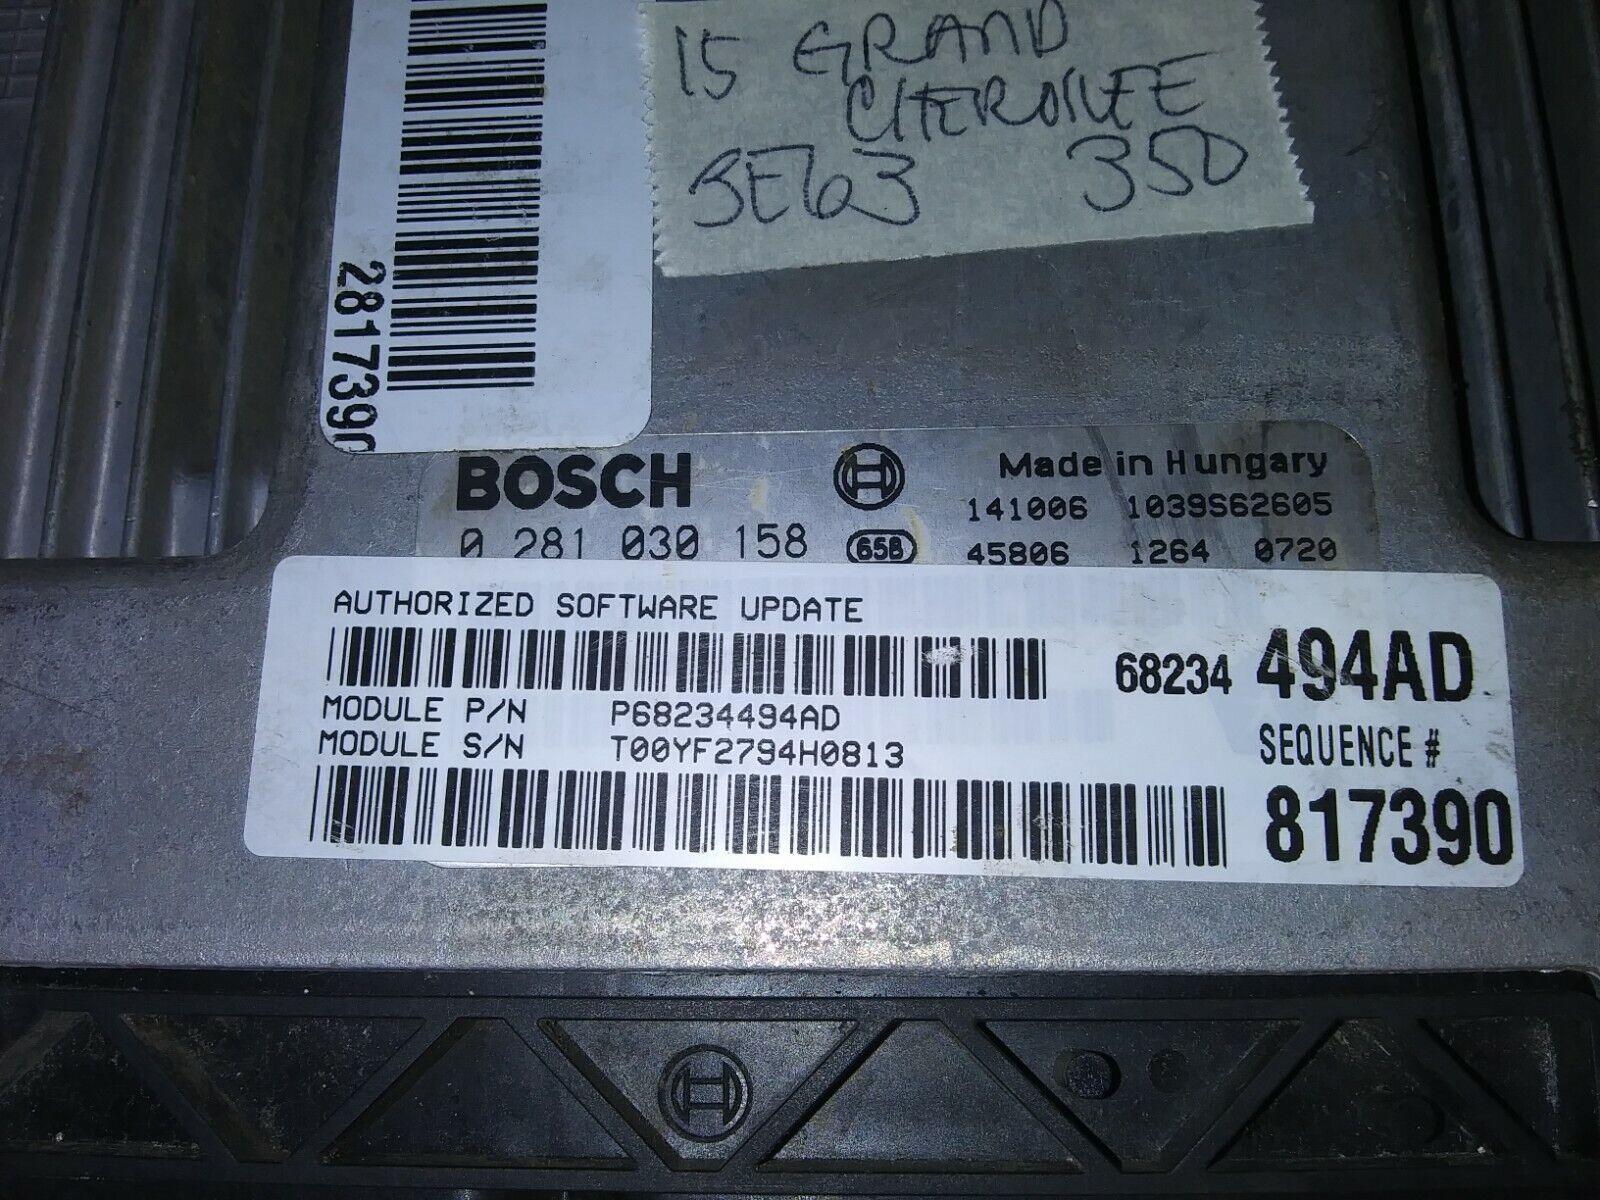 15 GRAND
CHEROKEE
3E63 350
2817390
BOSCH
Made in Hungary
141006 1039S62605
0 281 030 158
658
45806 1264 0720
AUTHORIZED SOFTWARE UPDATE
68234 494AD
MODULE P/N P68234494AD
MODULE S/N T00YF2794H0813
SEQUENCE #
817390